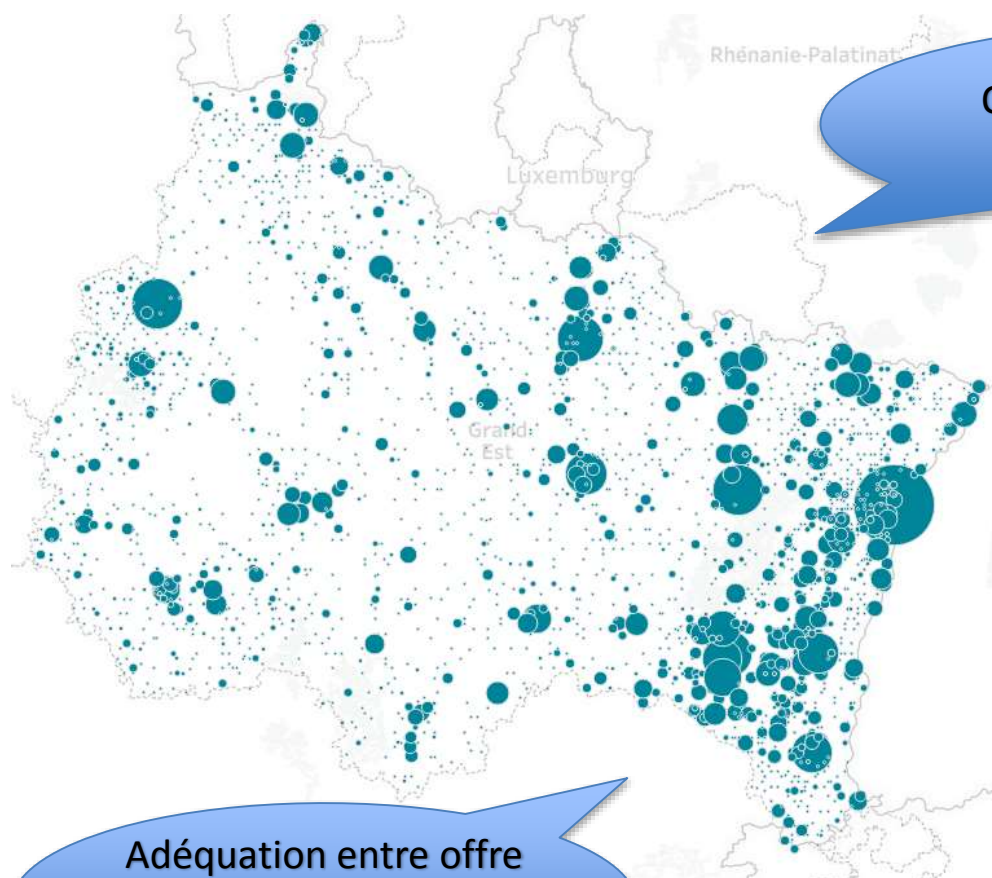 Rhénanie-Palatinat
Luxemburg
Grand
Est
Adéquation entre offre